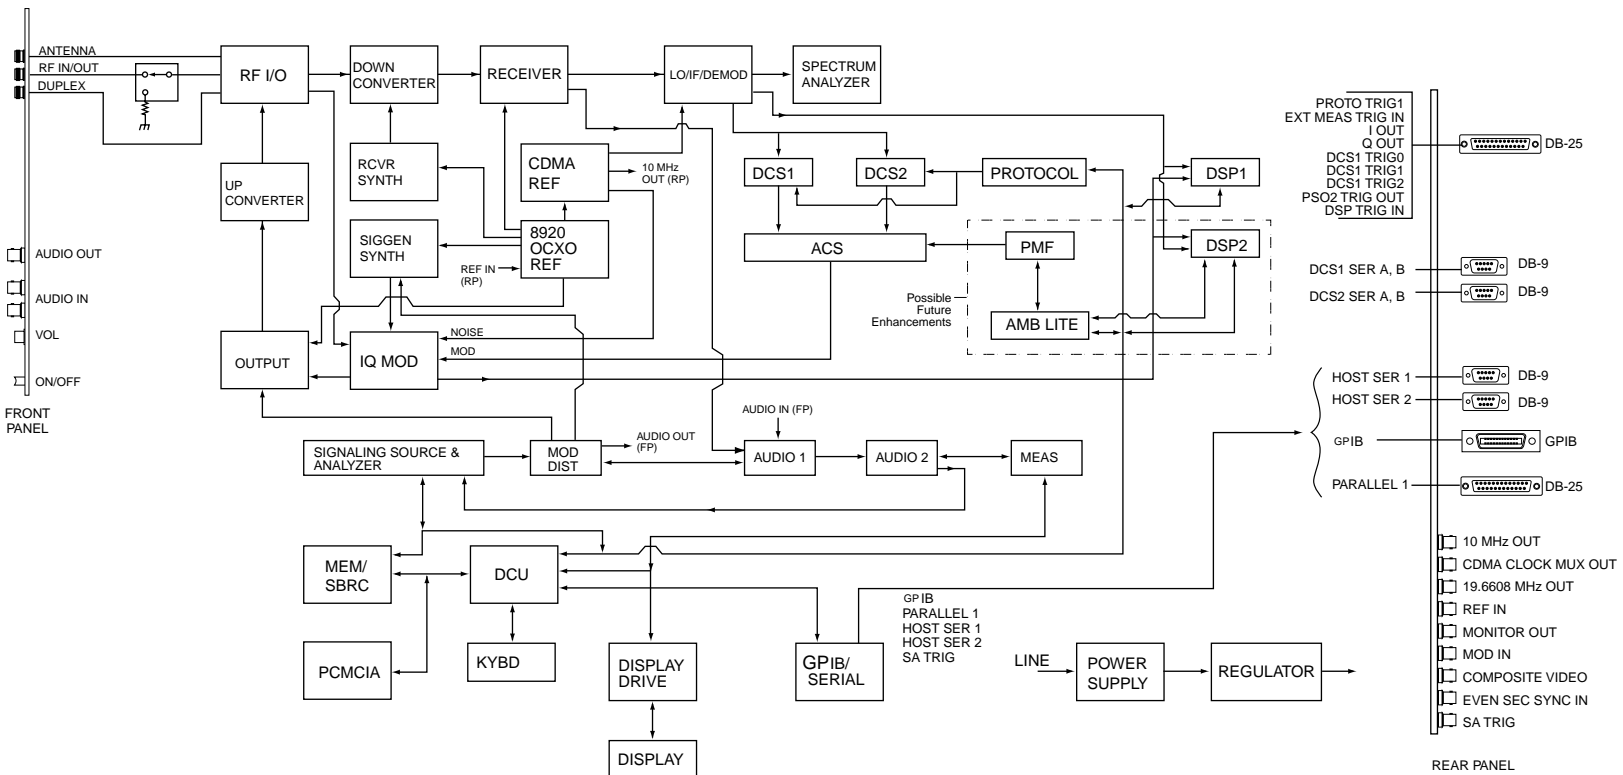 ANTENNA
RF IN/OUT
DUPLEX
AUDIO OUT
AUDIO IN
VOL
ON/OFF
FRONT
PANEL
RF I/O
DOWN
CONVERTER
RECEIVER
LO/IF/DEMOD
SPECTRUM
ANALYZER
UP
CONVERTER
RCVR
SYNTH
CDMA
REF
10 MHz
OUT (RP)
DCS1
DCS2
PROTOCOL
DSP1
SIGGEN
SYNTH
8920
OCXO
REF
REF IN
(RP)
ACS
PMF
DSP2
Possible
Future
Enhancements
AMB LITE
OUTPUT
IQ MOD
NOISE
MOD
AUDIO IN (FP)
SIGNALING SOURCE &
ANALYZER
MOD
DIST
AUDIO OUT
(FP)
AUDIO 1
AUDIO 2
MEAS
MEM/
SBRC
DCU
PCMCIA
KYBD
DISPLAY
DRIVE
DISPLAY
GPIB/
SERIAL
GPIB
PARALLEL 1
HOST SER 1
HOST SER 2
SA TRIG
LINE
POWER
SUPPLY
REGULATOR
PROTO TRIG1
EXT MEAS TRIG IN
I OUT
Q OUT
DCS1 TRIG0
DCS1 TRIG1
DCS1 TRIG2
PSO2 TRIG OUT
DSP TRIG IN
DB-25
DCS1 SER A, B
DB-9
DCS2 SER A, B
DB-9
HOST SER 1
DB-9
HOST SER 2
DB-9
GPIB
GPIB
PARALLEL 1
DB-25
10 MHz OUT
CDMA CLOCK MUX OUT
19.6608 MHz OUT
REF IN
MONITOR OUT
MOD IN
COMPOSITE VIDEO
EVEN SEC SYNC IN
SA TRIG
REAR PANEL